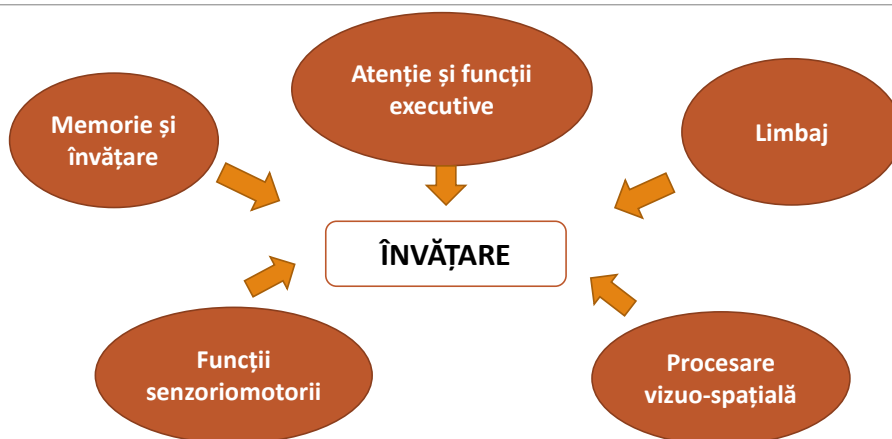 Atenție și funcții
executive
Memorie și
învățare
Limbaj
ÎNVĂȚARE
Funcții
senzoriomotorii
Procesare
vizuo-spațială